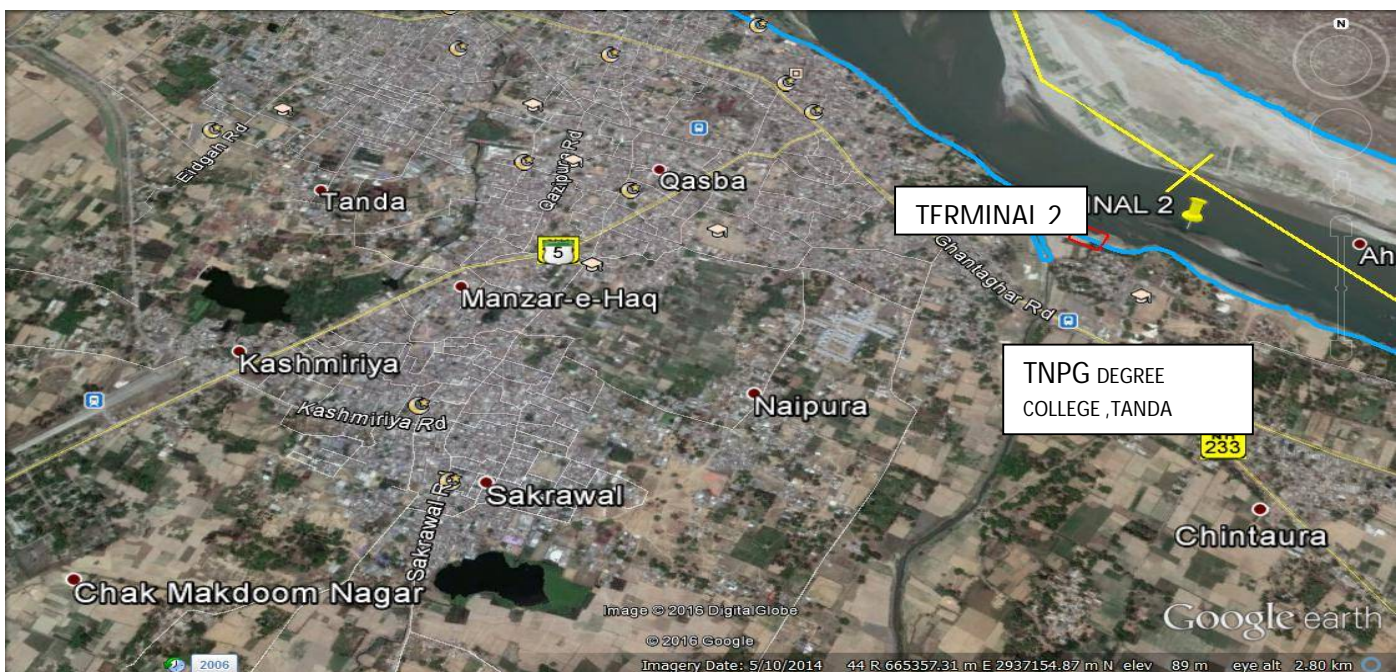 N
Eidgah Rd
Qazipura Rd
Qasba
Tanda
TERMINAL 2
INAL 2
Ah
Ghantaghar Rd
5
Manzar-e-Haq
Kashmiriya
TNPG DEGREE
COLLEGE ,TANDA
Kashmiriya Rd
Naipura
233
Sakrawal
Sakrawal R
Chintaura
Chak Makdoom Nagar
Image © 2016 DigitalGlobe
© 2016 Google
Google earth
2006
Imagery Date: 5/10/2014 44 R 665357.31 m E 2937154.87 m N elev 89 m eye alt 2.80 km